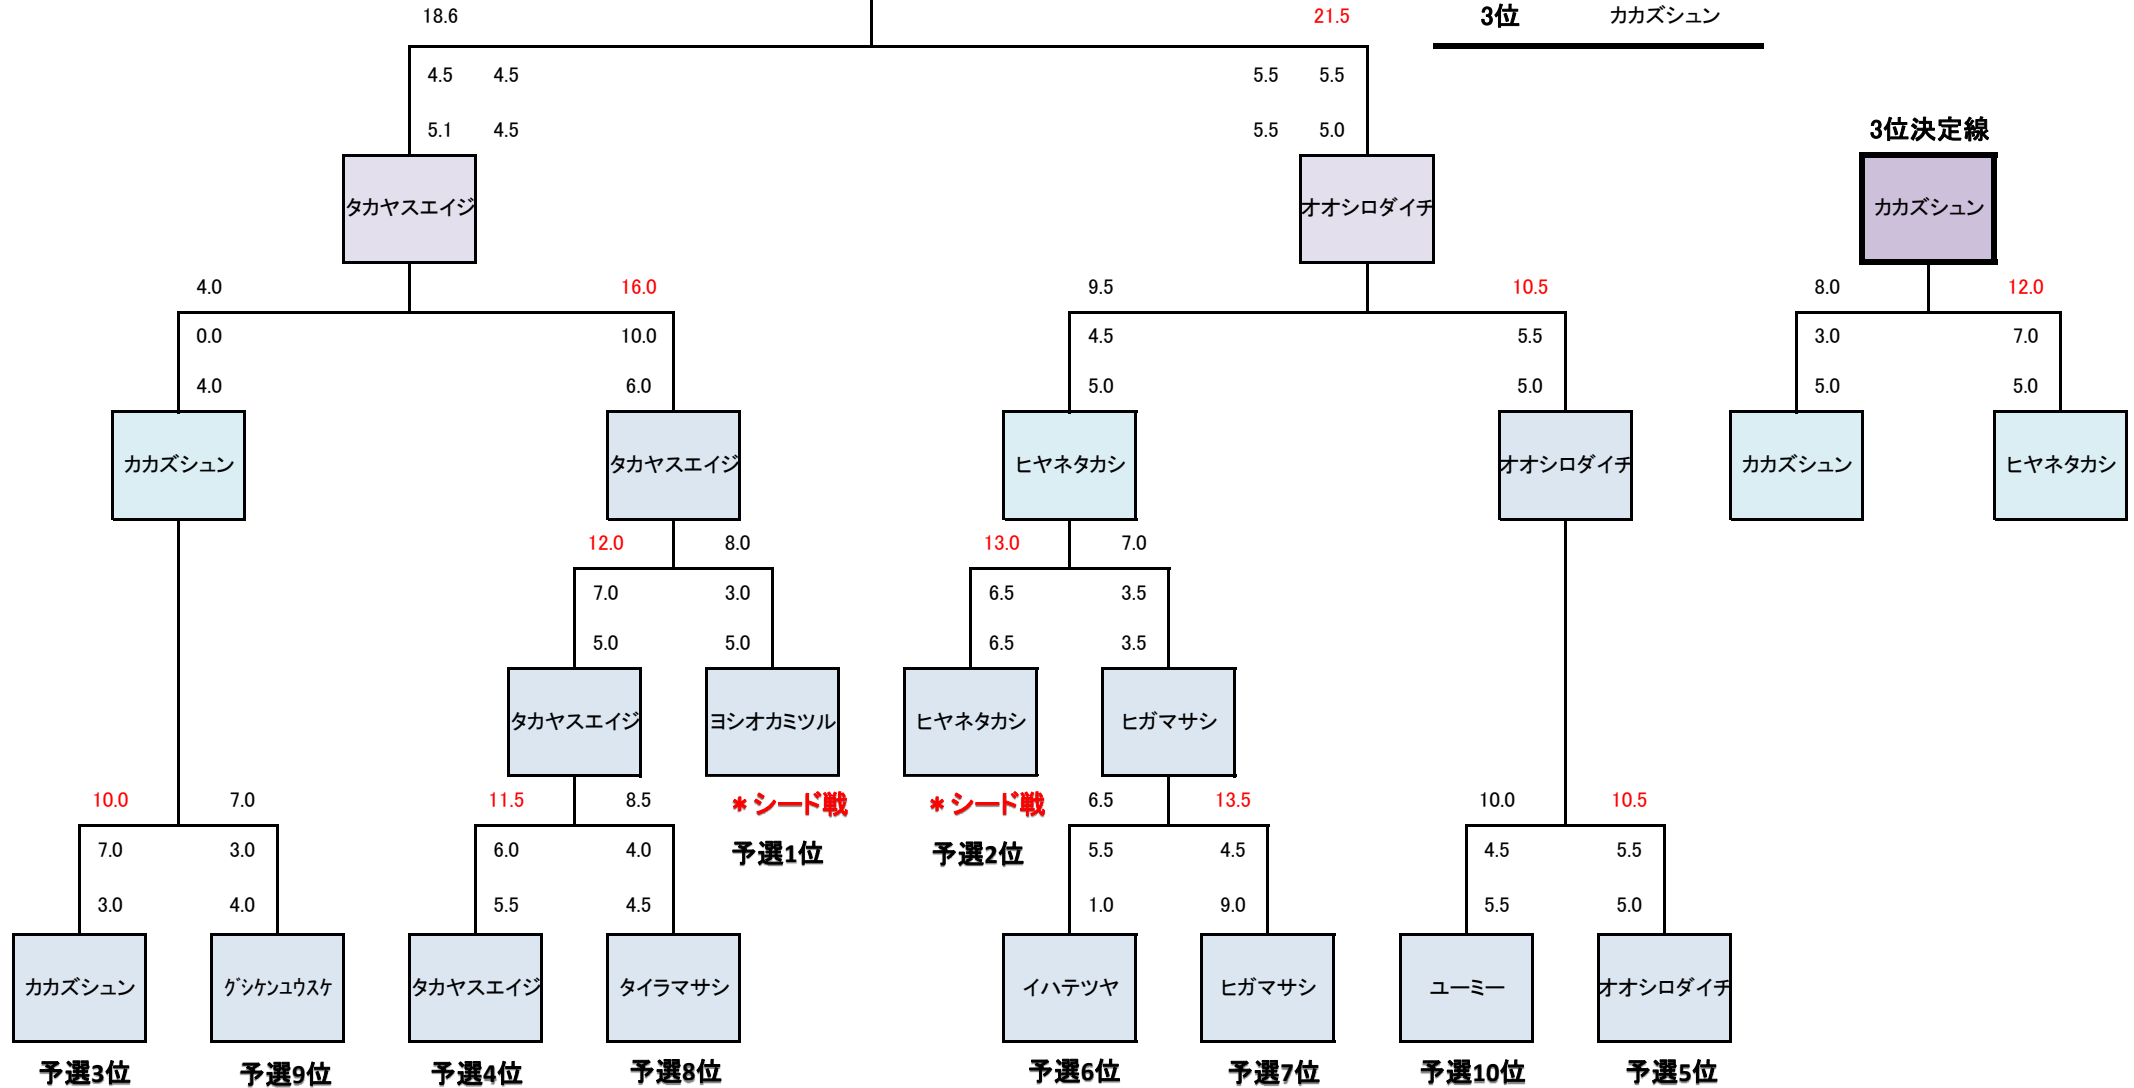 18.6 21.5 3位 カカズシュン
4.5 4.5 5.5 5.5
5.1 4.5 5.5 5.0
3位決定線
タカヤスエイジ オオシロダイチ カカズシュン
4.0 16.0 9.5 10.5 8.0 12.0
0.0 10.0 4.5 5.5 3.0 7.0
4.0 6.0 5.0 5.0 5.0 5.0
カカズシュン タカヤスエイジ ヒヤネタカシ オオシロダイチ カカズシュン ヒヤネタカシ
12.0 8.0 13.0 7.0
7.0 3.0 6.5 3.5
5.0 5.0 6.5 3.5
タカヤスエイジ ヨシオカミツル ヒヤネタカシ ヒガマサシ
10.0 7.0 11.5 8.5 *シード戦 *シード戦 6.5 13.5 10.0 10.5
7.0 3.0 6.0 4.0 予選1位 予選2位 5.5 4.5 4.5 5.5
3.0 4.0 5.5 4.5 1.0 9.0 5.5 5.0
カカズシュン グシケンユウスケ タカヤスエイジ タイラマサシ イハテツヤ ヒガマサシ ユーミー オオシロダイチ
予選3位 予選9位 予選4位 予選8位 予選6位 予選7位 予選10位 予選5位